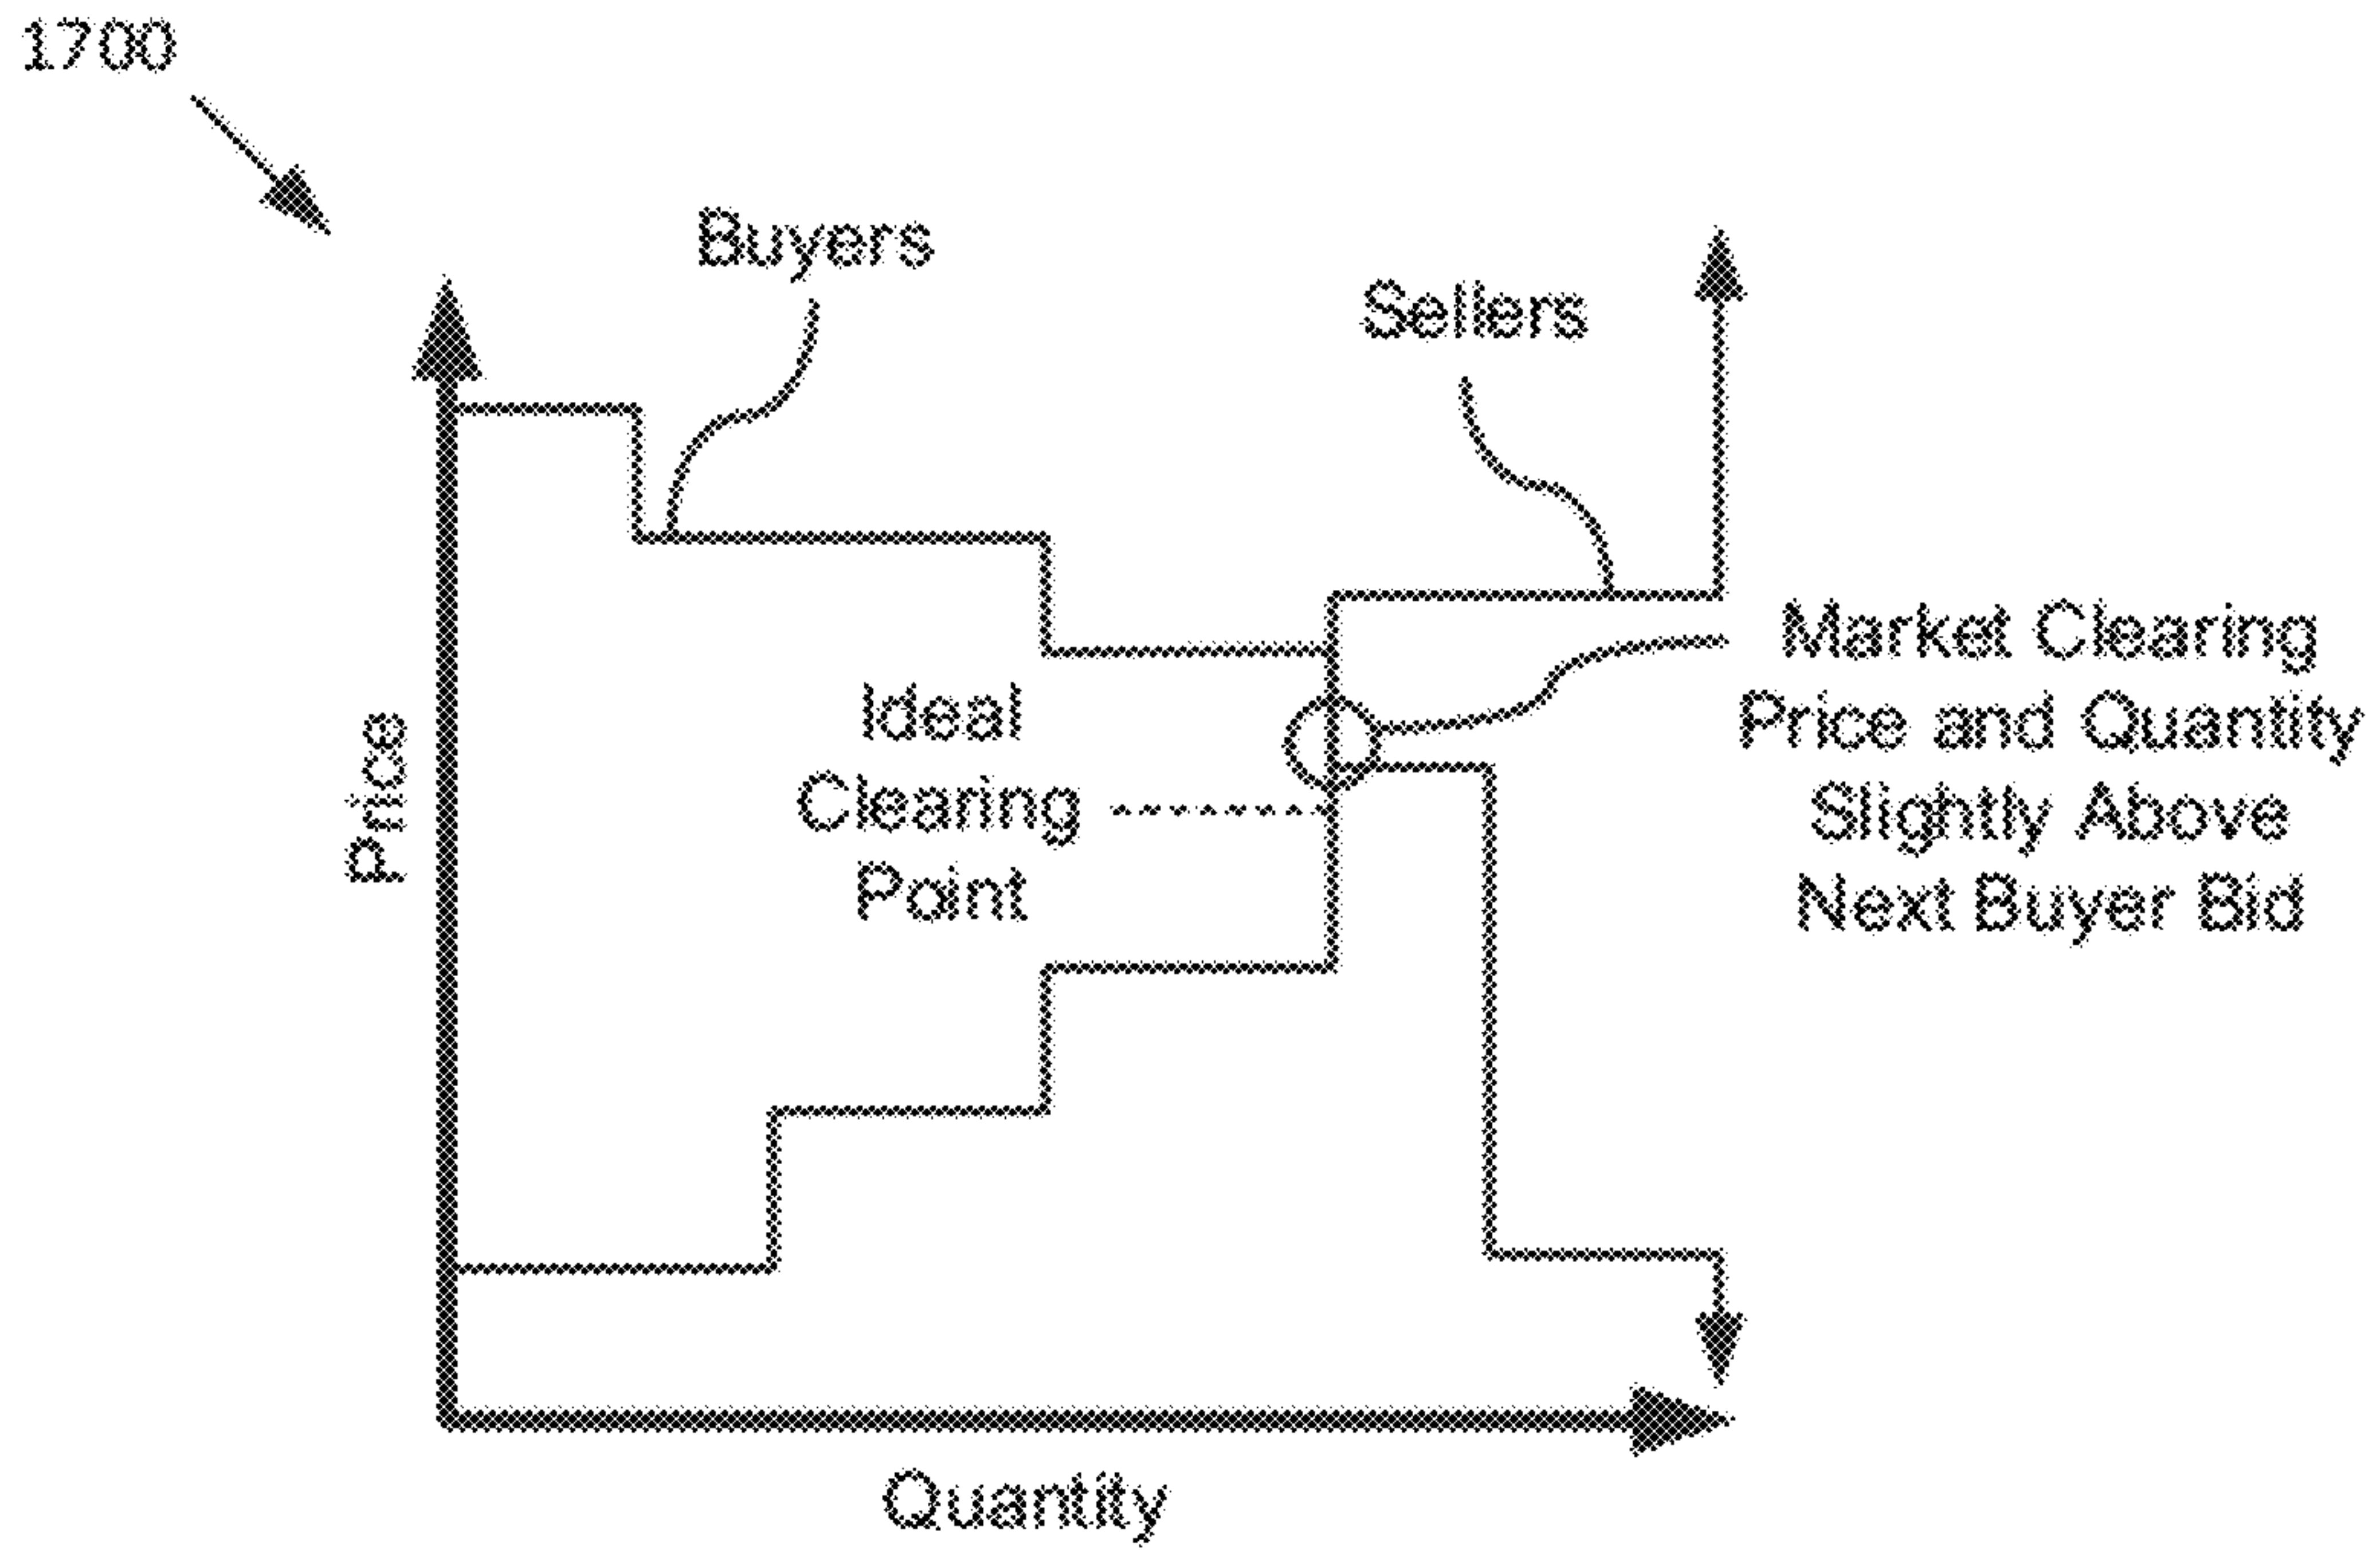 1700
Buyers
Sellers
Market Clearing
Price and Quantity
Slightly Above
Next Buyer Bid
Ideal
Clearing
Point
Price
Quantity